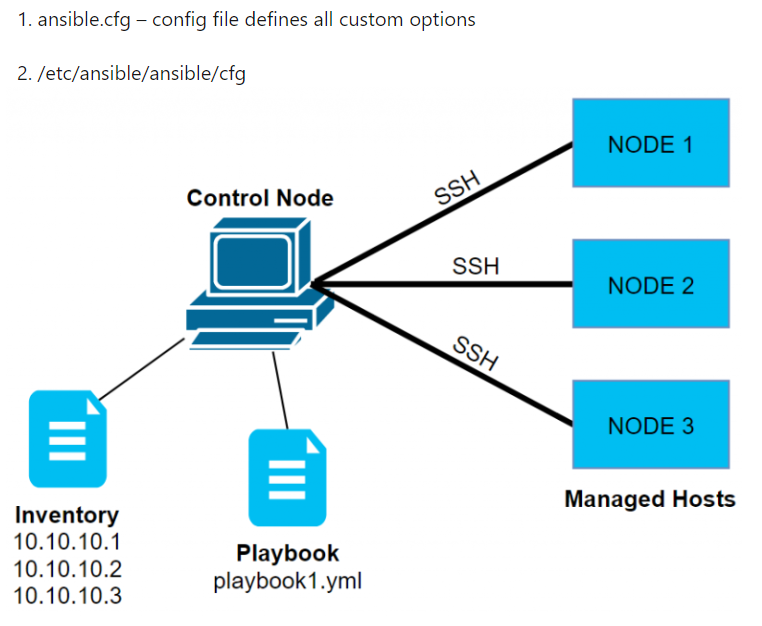 1. ansible.cfg – config file defines all custom options
2. /etc/ansible/ansible/cfg
NODE 1
SSH
Control Node
SSH
NODE 2
SSH
NODE 3
Managed Hosts
Inventory
10.10.10.1
10.10.10.2
10.10.10.3
Playbook
playbook1.yml